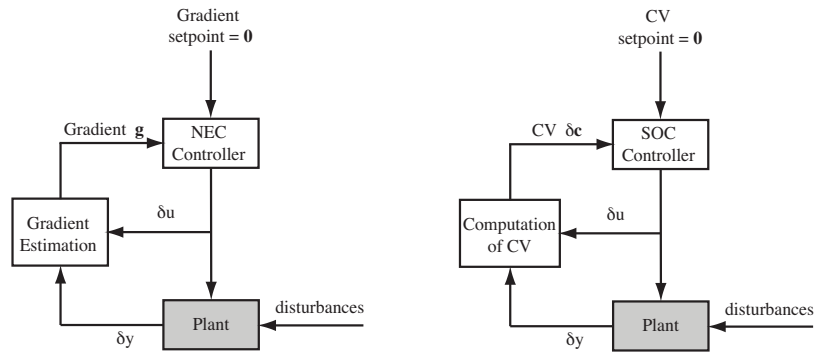 Gradient
setpoint = 0
Gradient g
NEC
Controller
Gradient
Estimation
δu
Plant
disturbances
δy
CV
setpoint = 0
CV δc
SOC
Controller
Computation
of CV
δu
Plant
disturbances
δy